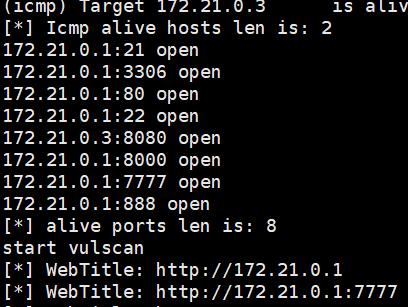 (icmp) Target 172.21.0.3 is aliv
[*] Icmp alive hosts len is: 2
172.21.0.1:21 open
172.21.0.1:3306 open
172.21.0.1:80 open
172.21.0.1:22 open
172.21.0.3:8080 open
172.21.0.1:8000 open
172.21.0.1:7777 open
172.21.0.1:888 open
[*] alive ports len is: 8
start vulscan
[*] WebTitle: http://172.21.0.1
[*] WebTitle: http://172.21.0.1:7777